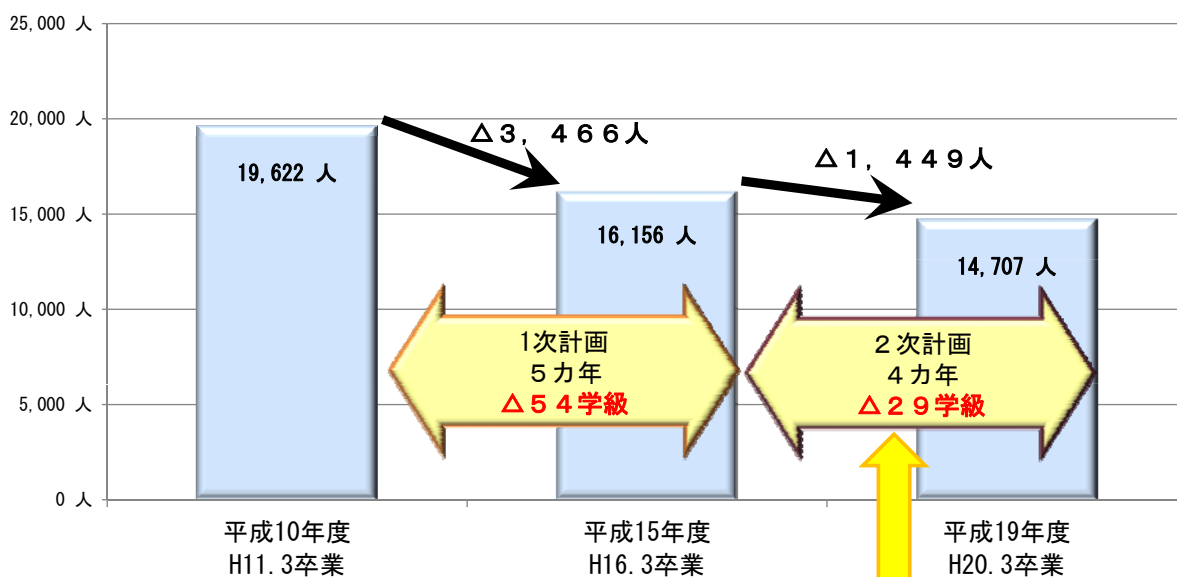 25,000 人
20,000 人
15,000 人
10,000 人
5,000 人
0 人
△３，４６６人
△１，４４９人
19,622 人
16,156 人
14,707 人
1次計画
５カ年
△５４学級
２次計画
４カ年
△２９学級
平成10年度
H11.3卒業
平成15年度
H16.3卒業
平成19年度
H20.3卒業